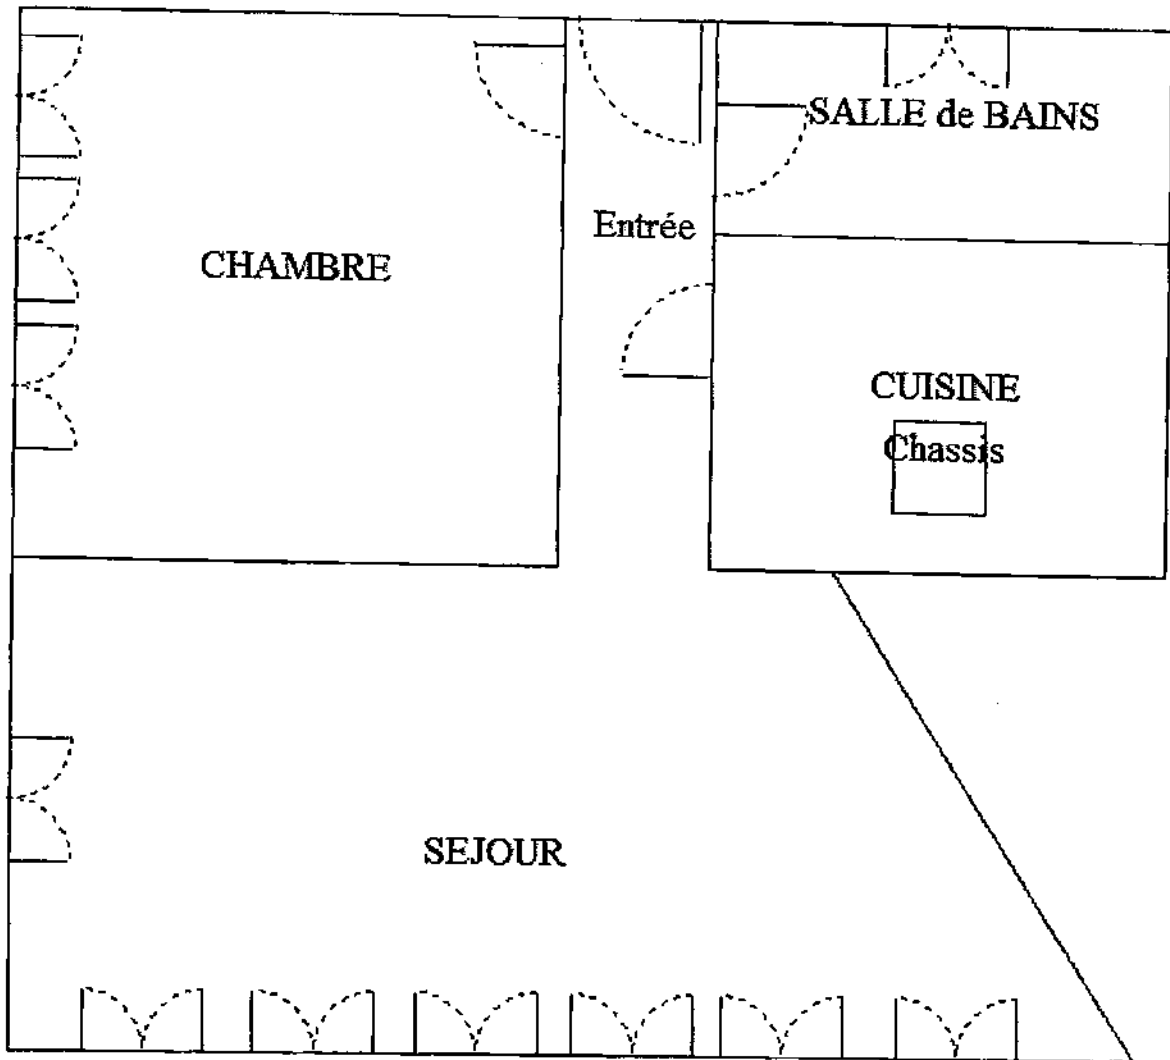 SALLE de BAINS
Entrée
CHAMBRE
CUISINE
Chassis
SEJOUR